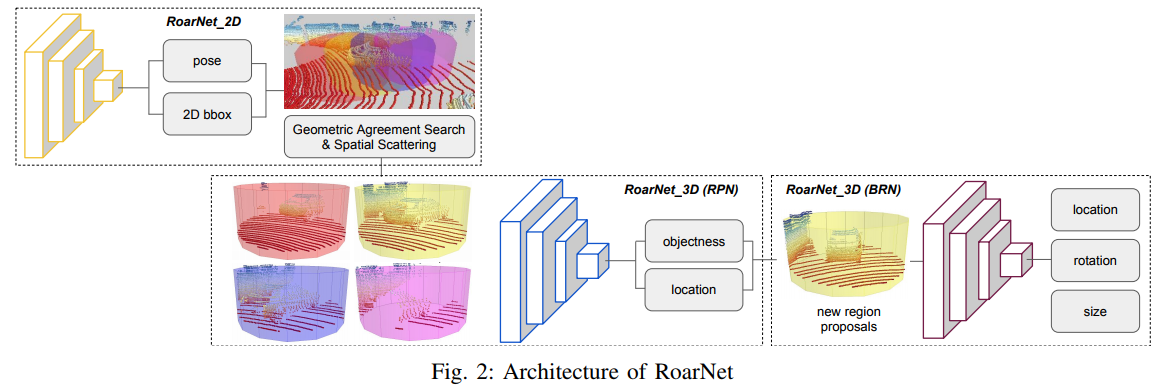 RoarNet_2D
pose
2D bbox
Geometric Agreement Search
& Spatial Scattering
RoarNet_3D (RPN)
objectness
location
RoarNet_3D (BRN)
new region
proposals
location
rotation
size
Fig. 2: Architecture of RoarNet